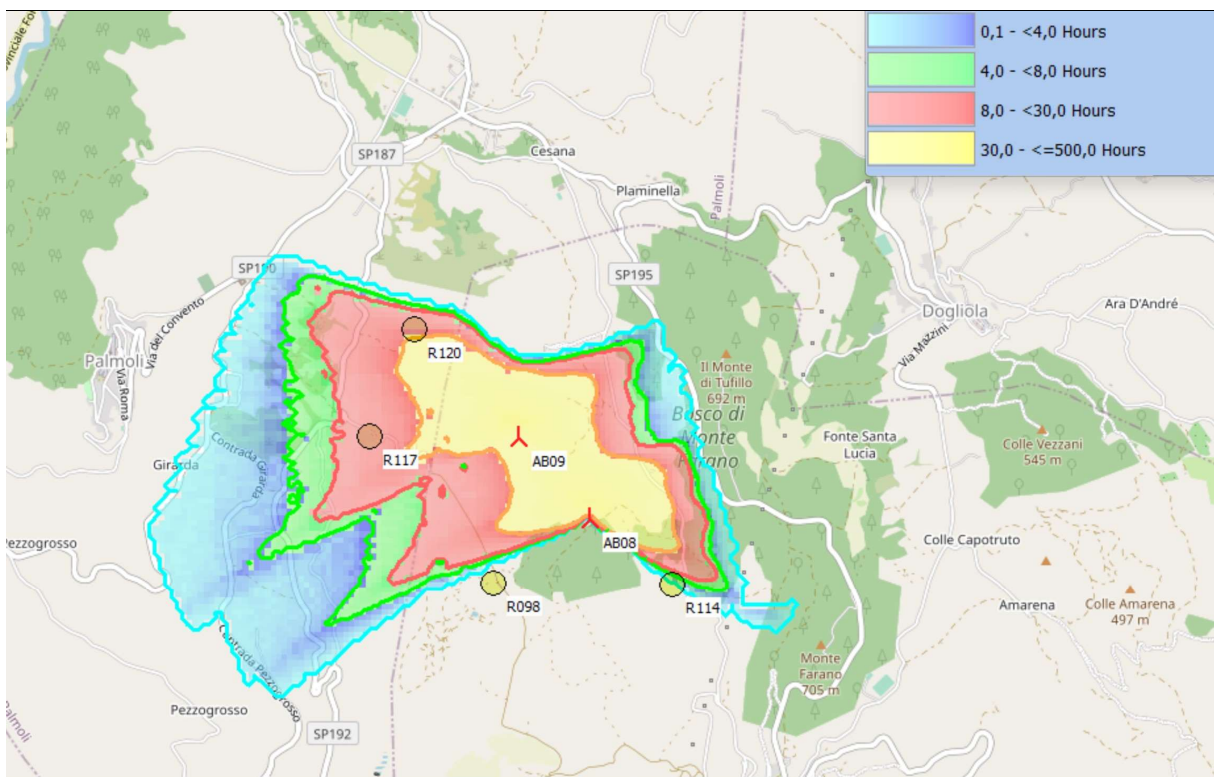 0,1 - <4,0 Hours
4,0 - <8,0 Hours
8,0 - <30,0 Hours
30,0 - <=500,0 Hours
SP187
Cesana
Plaminella
Palmoli
SP195
Dogliola
Ara D'André
Via Mazzini
Via del Convento
Palmoli
Via Roma
R120
Il Monte
di Tufillo
692 m
Bosco di
Monte
Farano
Fonte Santa
Lucia
Colle Vezzani
545 m
Girarda
Contrada Girarda
R117
AB09
AB08
Pezzogrosso
Colle Capotruto
R098
R114
Amarena
Colle Amarena
497 m
Contrada Pezzogrosso
Monte
Farano
705 m
Pezzogrosso
Palmoli
SP192